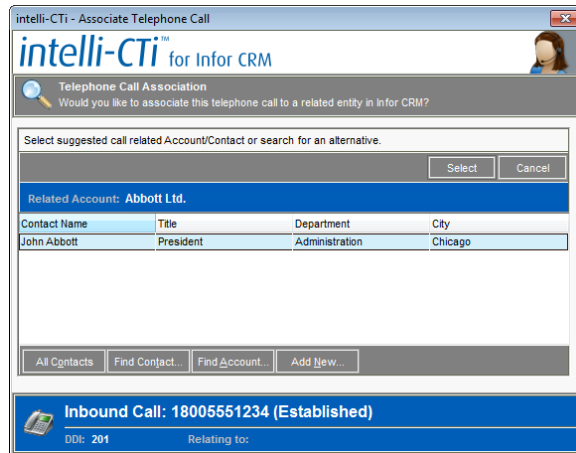 intelli-CTi - Associate Telephone Call
intelli-CTi™ for Infor CRM
Telephone Call Association
Would you like to associate this telephone call to a related entity in Infor CRM?
Select suggested call related Account/Contact or search for an alternative.
Select Cancel
Related Account: Abbott Ltd.
Contact Name Title Department City
John Abbott President Administration Chicago
All Contacts Find Contact... Find Account... Add New...
Inbound Call: 18005551234 (Established)
DDI: 201 Relating to: